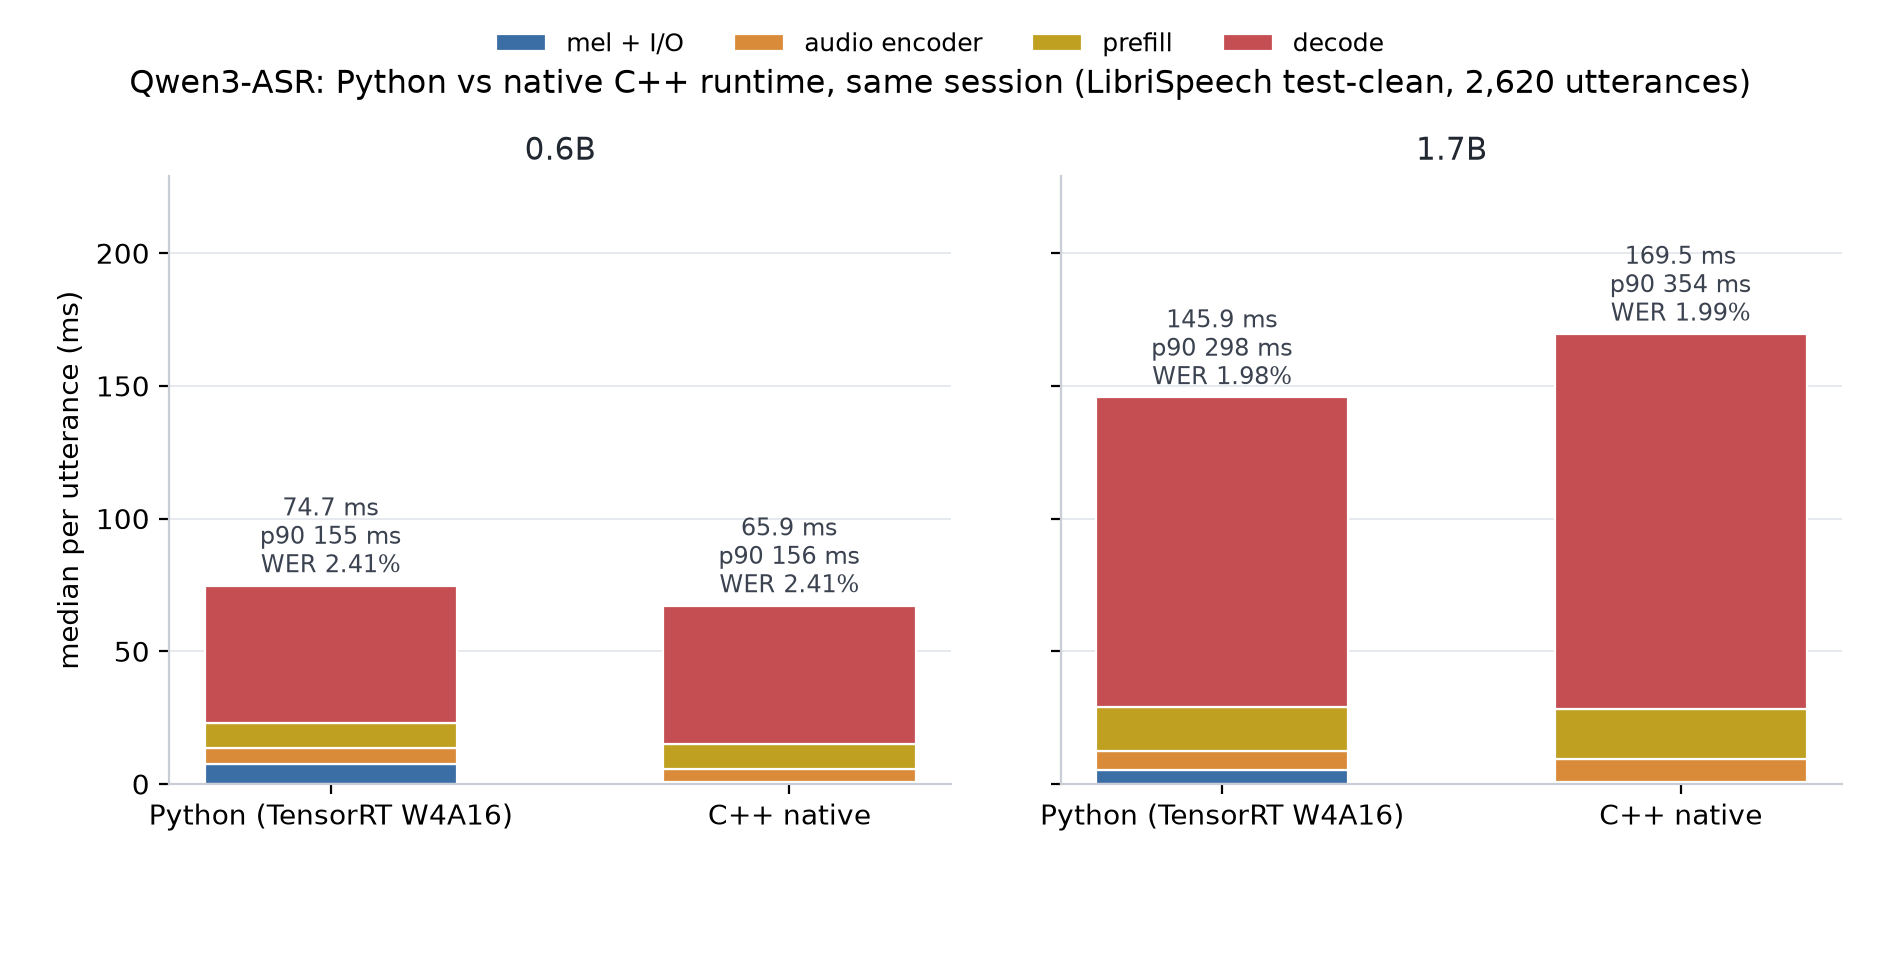 mel + I/O
audio encoder
prefill
decode
Qwen3-ASR: Python vs native C++ runtime, same session (LibriSpeech test-clean, 2,620 utterances)
0.6B
median per utterance (ms)
200
150
100
50
0
74.7 ms
p90 155 ms
WER 2.41%
65.9 ms
p90 156 ms
WER 2.41%
Python (TensorRT W4A16)
C++ native
1.7B
145.9 ms
p90 298 ms
WER 1.98%
169.5 ms
p90 354 ms
WER 1.99%
Python (TensorRT W4A16)
C++ native